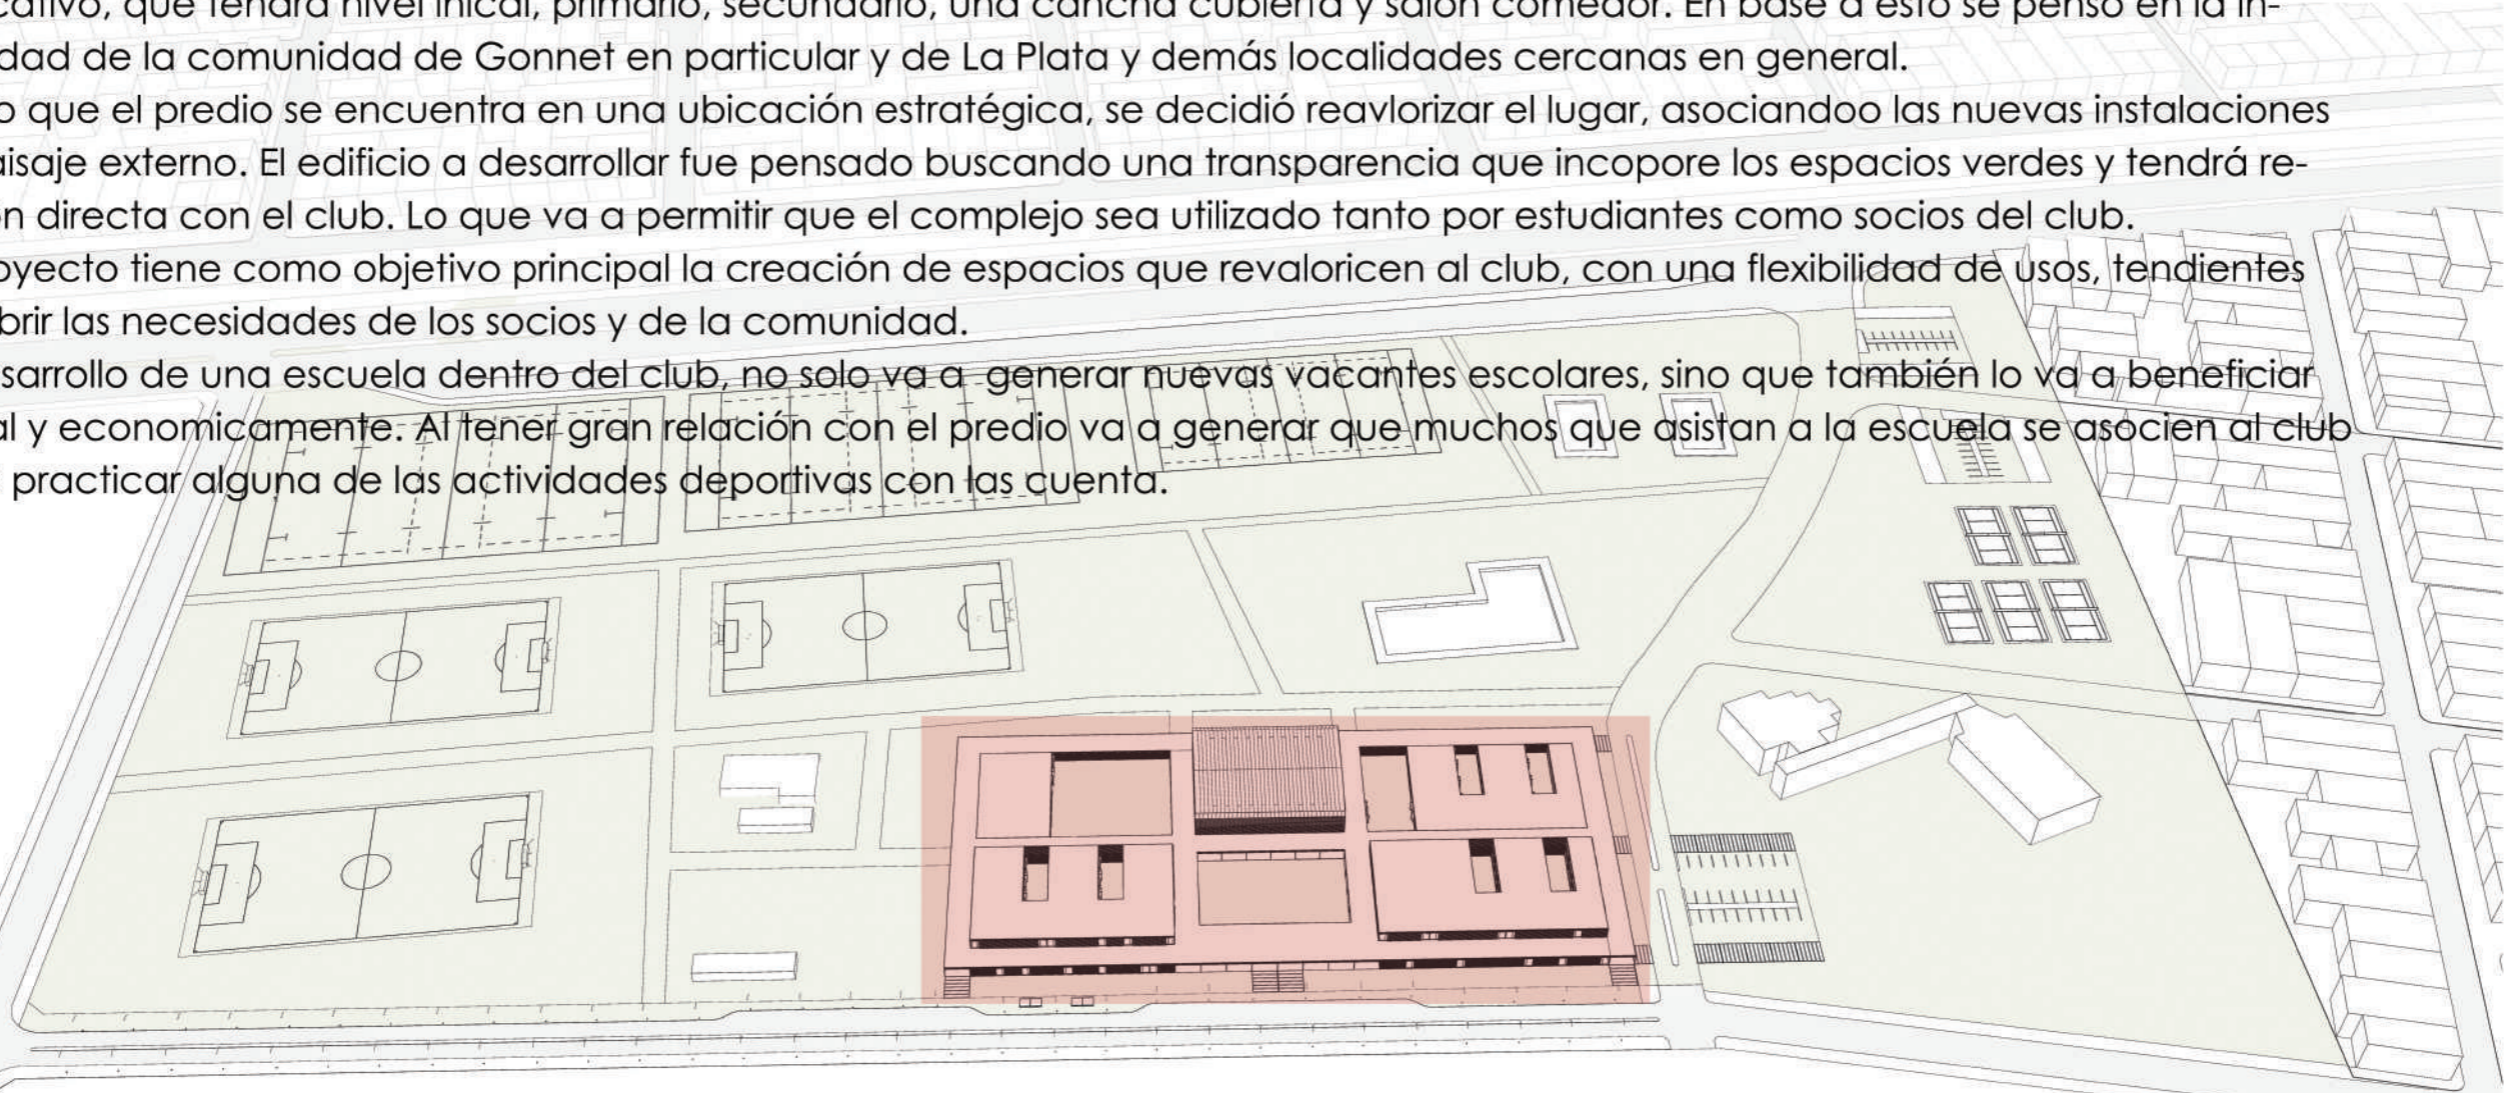 cativo, que tendrá nivel inical, primario, secundario, una cancha cubierta y salón comedor. En base a esto se pensó en la in-
dad de la comunidad de Gonnet en particular y de La Plata y demás localidades cercanas en general.
o que el predio se encuentra en una ubicación estratégica, se decidió reavlorizar el lugar, asociandoo las nuevas instalaciones
aisaje externo. El edificio a desarrollar fue pensado buscando una transparencia que incopore los espacios verdes y tendrá re-
ón directa con el club. Lo que va a permitir que el complejo sea utilizado tanto por estudiantes como socios del club.
oyecto tiene como objetivo principal la creación de espacios que revaloricen al club, con una flexibilidad de usos, tendientes
brir las necesidades de los socios y de la comunidad.
sarrollo de una escuela dentro del club, no solo va a generar nuevas vacantes escolares, sino que también lo va a beneficiar
al y economicamente. Al tener gran relación con el predio va a generar que muchos que asistan a la escuela se asocien al club
practicar alguna de las actividades deportivas con las cuenta.